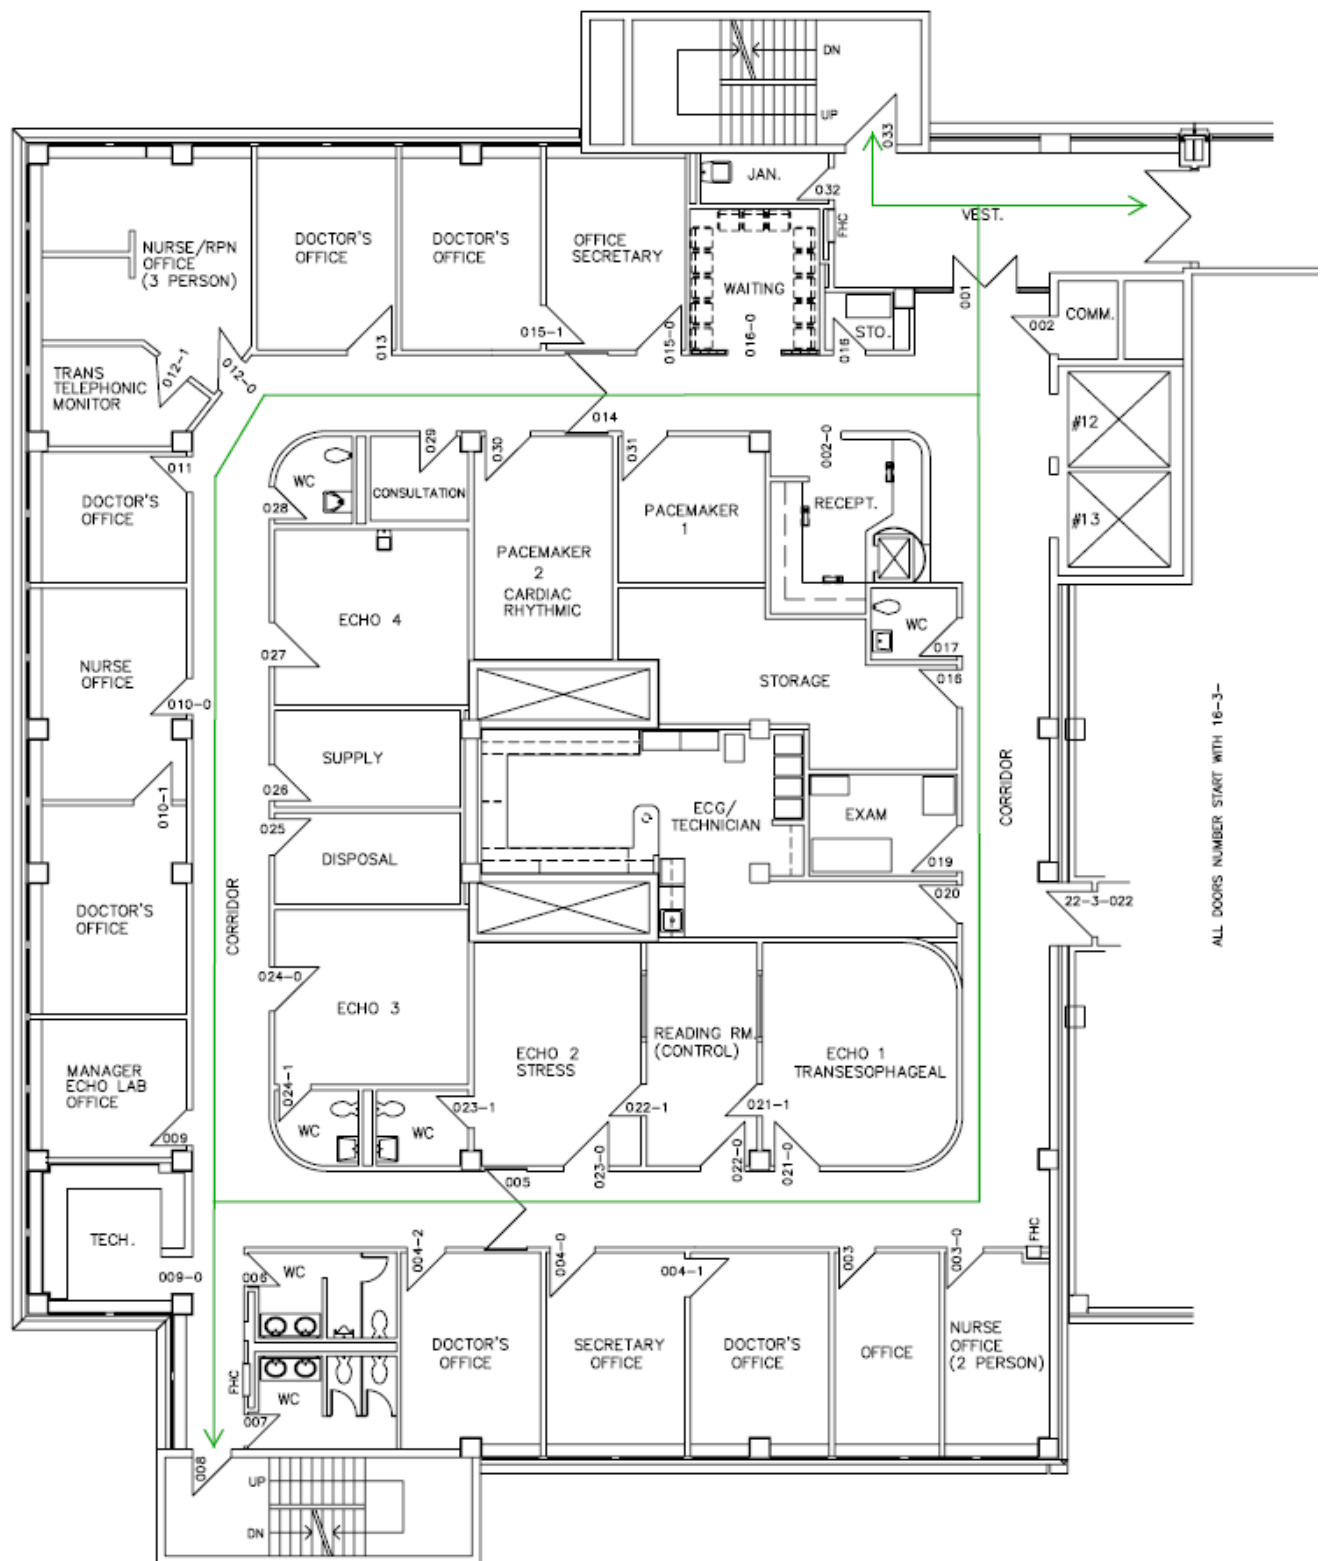 DN
UP
033
JAN.
032
FHC
VEST.
NURSE/RPN
OFFICE
(3 PERSON)
DOCTOR'S
OFFICE
DOCTOR'S
OFFICE
OFFICE
SECRETARY
WAITING
001
002
COMM.
STO.
015-1
015-0
016-0
016
013
012-0
012-1
TRANS
TELEPHONIC
MONITOR
014
#12
#13
011
029
030
031
002-0
WC
CONSULTATION
028
DOCTOR'S
OFFICE
PACEMAKER
1
RECEPT.
PACEMAKER
2
CARDIAC
RHYTHMIC
ECHO 4
WC
017
027
NURSE
OFFICE
010-0
STORAGE
016
SUPPLY
026
CORRIDOR
ALL DOORS NUMBER START WITH 16-3-
010-1
025
ECG/
TECHNICIAN
EXAM
019
DISPOSAL
020
22-3-022
DOCTOR'S
OFFICE
CORRIDOR
024-0
ECHO 3
ECHO 2
STRESS
READING RM.
(CONTROL)
ECHO 1
TRANSESOPHAGEAL
MANAGER
ECHO LAB
OFFICE
009
024-1
WC
WC
023-1
022-1
021-1
023-0
022-0
021-0
005
TECH.
009-0
006
WC
004-2
004-0
004-1
003
003-0
FHC
DOCTOR'S
OFFICE
SECRETARY
OFFICE
DOCTOR'S
OFFICE
OFFICE
NURSE
OFFICE
(2 PERSON)
FHC
WC
007
008
UP
DN